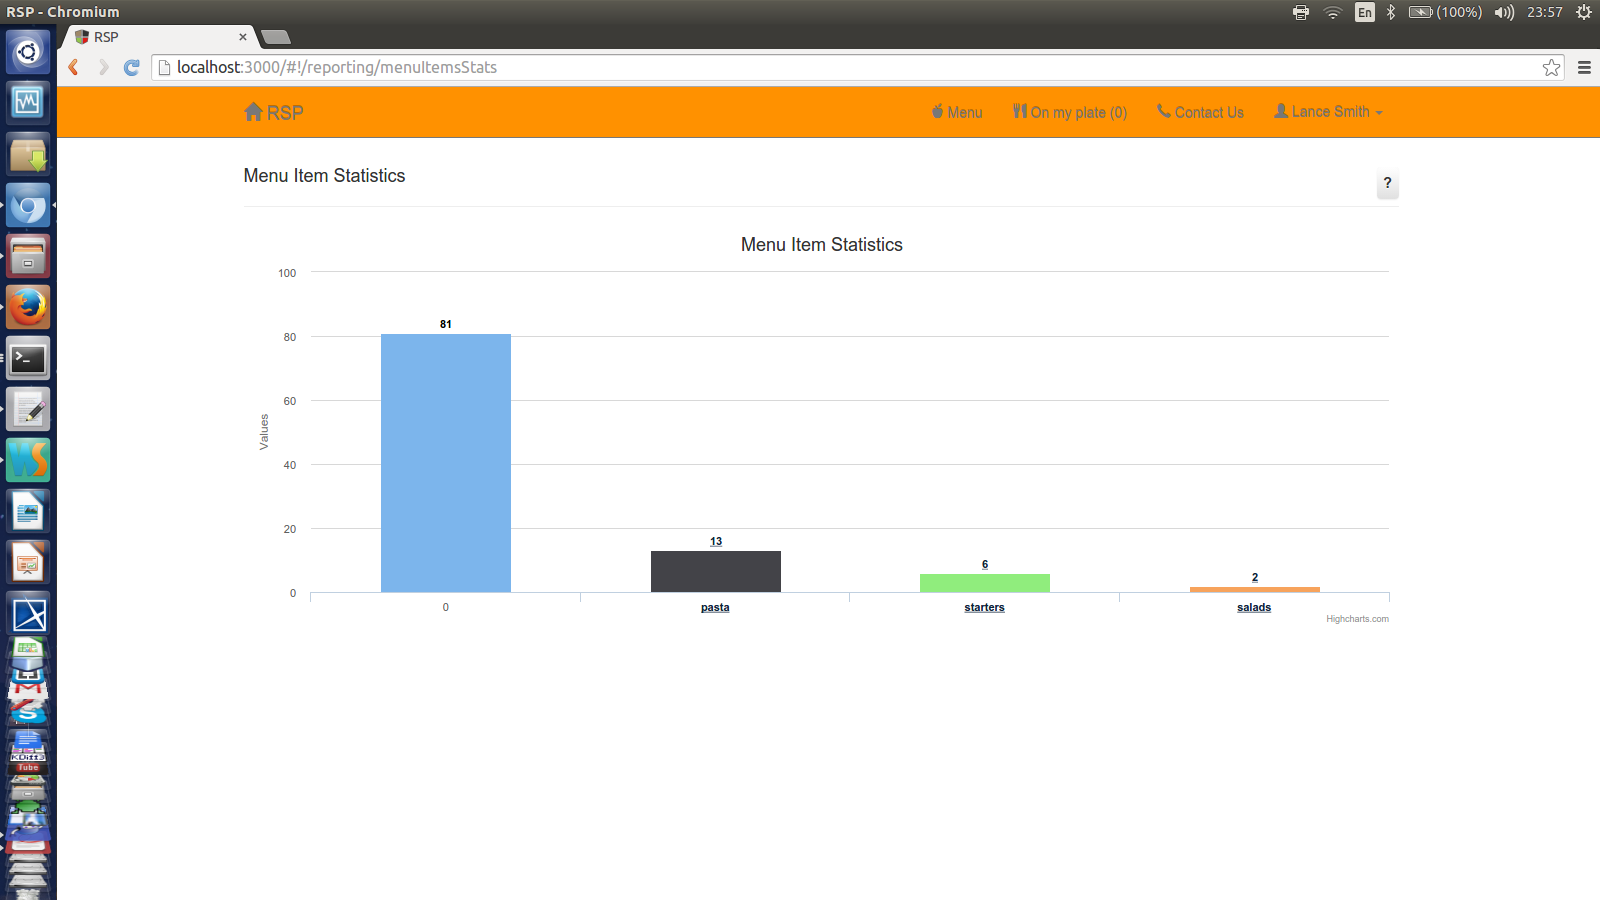 RSP - Chromium
En
(100%)
23:57
RSP
localhost:3000/#!/reporting/menuItemsStats
RSP
Menu
On my plate (0)
Contact Us
Lance Smith
Menu Item Statistics
?
Menu Item Statistics
100
80
60
40
20
0
Values
81
13
6
2
0
pasta
starters
salads
Highcharts.com
KDiff3
Tube